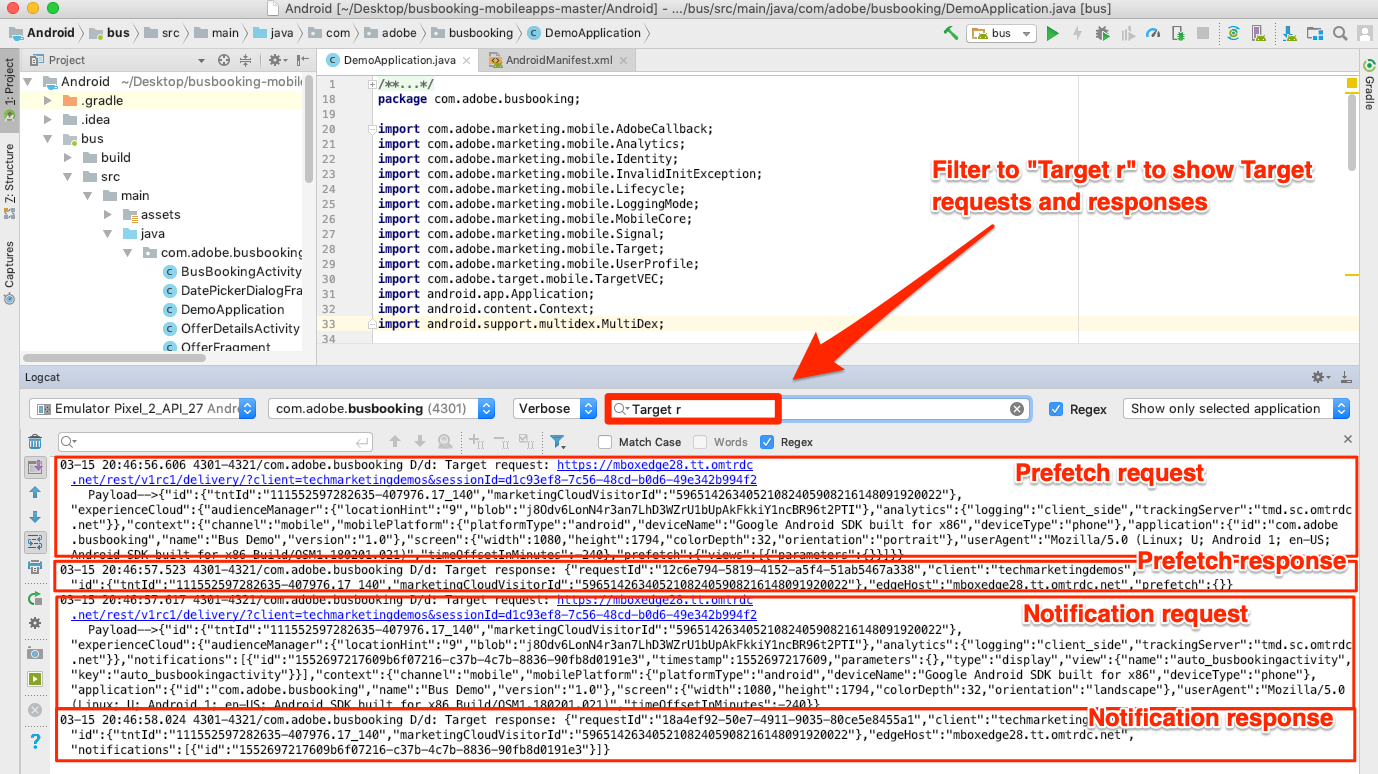 Android [~/Desktop/busbooking-mobileapps-master/Android] - .../bus/src/main/java/com/adobe/busbooking/DemoApplication.java [bus]
Android bus src main java com adobe busbooking DemoApplication
bus
Project
DemoApplication.java
AndroidManifest.xml
1: Project
Z: Structure
Captures
Gradle
Android ~/Desktop/busbooking-mobil
.gradle
.idea
bus
build
src
main
assets
java
com.adobe.busbooking
BusBookingActivity
DatePickerDialogFra
DemoApplication
OfferDetailsActivity
OfferFragment
1 /**...*/
18 package com.adobe.busbooking;
19
20 import com.adobe.marketing.mobile.AdobeCallback;
21 import com.adobe.marketing.mobile.Analytics;
22 import com.adobe.marketing.mobile.Identity;
23 import com.adobe.marketing.mobile.InvalidInitException;
24 import com.adobe.marketing.mobile.Lifecycle;
25 import com.adobe.marketing.mobile.LoggingMode;
26 import com.adobe.marketing.mobile.MobileCore;
27 import com.adobe.marketing.mobile.Signal;
28 import com.adobe.marketing.mobile.Target;
29 import com.adobe.marketing.mobile.UserProfile;
30 import com.adobe.target.mobile.TargetVEC;
31 import android.app.Application;
32 import android.content.Context;
33 import android.support.multidex.MultiDex;
34
Filter to "Target r" to show Target
requests and responses
Logcat
Emulator Pixel_2_API_27 Andr
com.adobe.busbooking (4301)
Verbose
Target r
Regex
Show only selected application
Match Case
Words
Regex
03-15 20:46:56.606 4301-4321/com.adobe.busbooking D/d: Target request: https://mboxedge28.tt.omtrdc
.net/rest/v1rc1/delivery/?client=techmarketingdemos&sessionId=d1c93ef8-7c56-48cd-b0d6-49e342b994f2
Prefetch request
Payload-->{"id":{"tntId":"111552597282635-407976.17_140","marketingCloudVisitorId":"59651426340521082405908216148091920022"},
"experienceCloud":{"audienceManager":{"locationHint":"9","blob":"j8Odv6LonN4r3an7LhD3WZrU1bUpAkFkkiY1ncBR96t2PTI"},"analytics":{"logging":"client_side","trackingServer":"tmd.sc.omtrdc
.net"}},"context":{"channel":"mobile","mobilePlatform":{"platformType":"android","deviceName":"Google Android SDK built for x86","deviceType":"phone"},"application":{"id":"com.adobe
.busbooking","name":"Bus Demo","version":"1.0"},"screen":{"width":1080,"height":1794,"colorDepth":32,"orientation":"portrait"},"userAgent":"Mozilla/5.0 (Linux; U; Android 1; en-US;
Android SDK built for x86 Build/OSM1.180201.021)","timeOffsetInMinutes":-240},"prefetch":{"views":[{"parameters":{}}]}}
Prefetch response
03-15 20:46:57.523 4301-4321/com.adobe.busbooking D/d: Target response: {"requestId":"12c6e794-5819-4152-a5f4-51ab5467a338","client":"techmarketingdemos",
"id":{"tntId":"111552597282635-407976.17_140","marketingCloudVisitorId":"59651426340521082405908216148091920022"},"edgeHost":"mboxedge28.tt.omtrdc.net","prefetch":{}}
03-15 20:46:57.617 4301-4321/com.adobe.busbooking D/d: Target request: https://mboxedge28.tt.omtrdc
.net/rest/v1rc1/delivery/?client=techmarketingdemos&sessionId=d1c93ef8-7c56-48cd-b0d6-49e342b994f2
Notification request
Payload-->{"id":{"tntId":"111552597282635-407976.17_140","marketingCloudVisitorId":"59651426340521082405908216148091920022"},
"experienceCloud":{"audienceManager":{"locationHint":"9","blob":"j8Odv6LonN4r3an7LhD3WZrU1bUpAkFkkiY1ncBR96t2PTI"},"analytics":{"logging":"client_side","trackingServer":"tmd.sc.omtrdc
.net"}},"notifications":[{"id":"1552697217609b6f07216-c37b-4c7b-8836-90fb8d0191e3","timestamp":1552697217609,"parameters":{},"type":"display","view":{"name":"auto_busbookingactivity",
"key":"auto_busbookingactivity"}}],"context":{"channel":"mobile","mobilePlatform":{"platformType":"android","deviceName":"Google Android SDK built for x86","deviceType":"phone"},
"application":{"id":"com.adobe.busbooking","name":"Bus Demo","version":"1.0"},"screen":{"width":1080,"height":1794,"colorDepth":32,"orientation":"landscape"},"userAgent":"Mozilla/5.0
(Linux; U; Android 1; en-US; Android SDK built for x86 Build/OSM1.180201.021)","timeOffsetInMinutes":-240}}
03-15 20:46:58.024 4301-4321/com.adobe.busbooking D/d: Target response: {"requestId":"18a4ef92-50e7-4911-9035-80ce5e8455a1","client":"techmarketing
Notification response
"id":{"tntId":"111552597282635-407976.17_140","marketingCloudVisitorId":"59651426340521082405908216148091920022"},"edgeHost":"mboxedge28.tt.omtrdc.net",
"notifications":[{"id":"1552697217609b6f07216-c37b-4c7b-8836-90fb8d0191e3"}]}